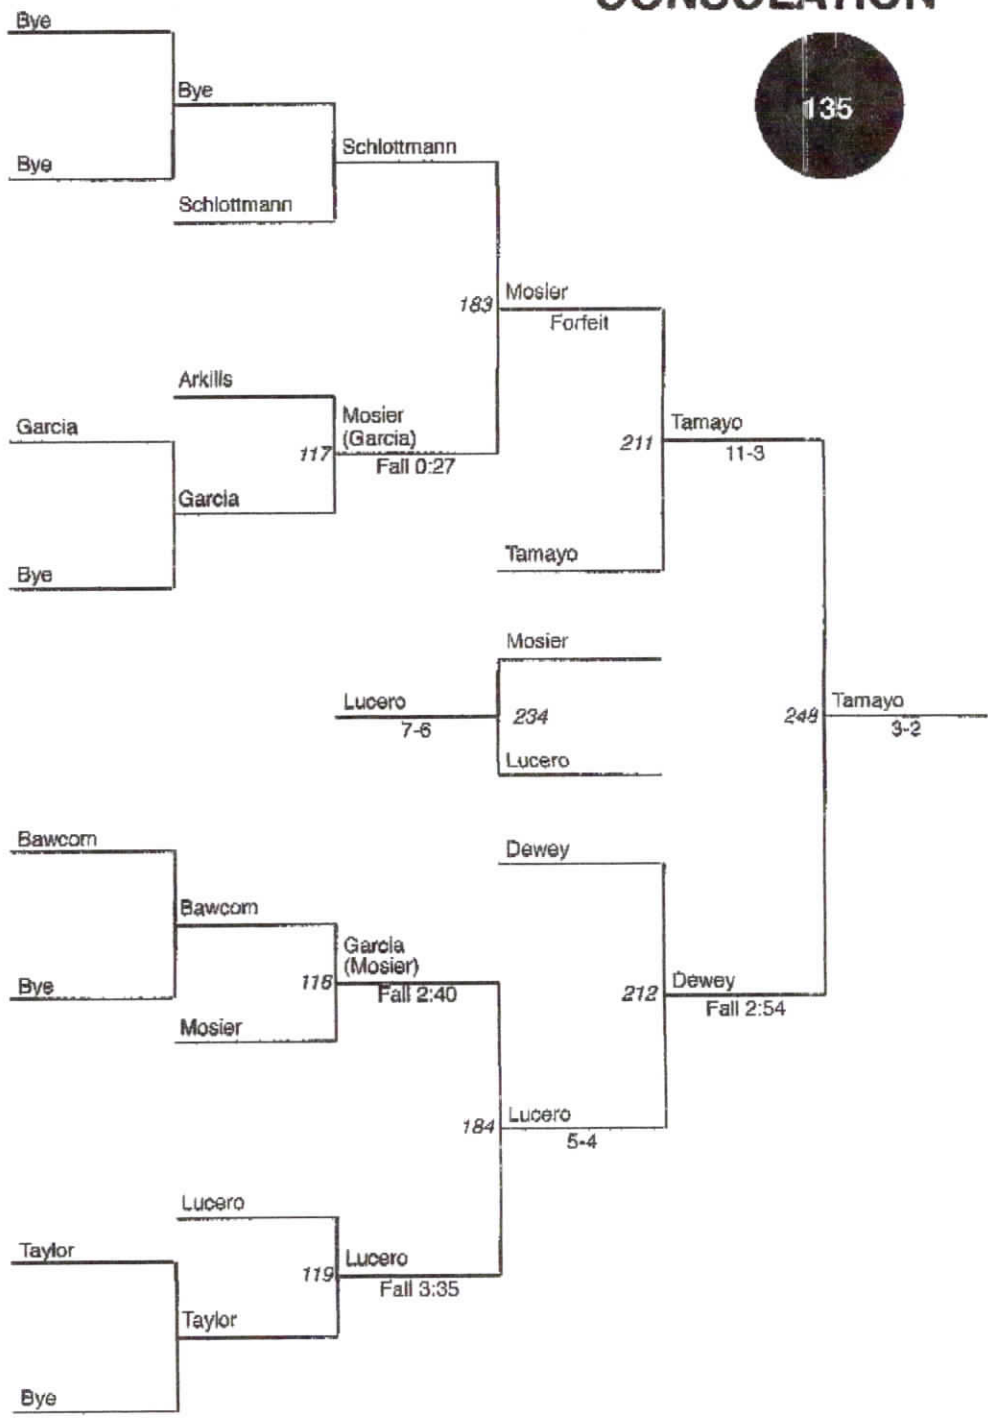 CONSOLATION
135
Bye
Bye
Bye
Schlottmann
Schlottmann
183
Mosier
Forfeit
Arkills
Garcia
Mosier
(Garcia)
117
Fall 0:27
Garcia
Bye
211
Tamayo
11-3
Tamayo
Mosier
Lucero
7-6
234
Lucero
248
Tamayo
3-2
Bawcom
Dewey
Bawcom
Garcia
(Mosier)
118
Fall 2:40
Bye
Mosier
212
Dewey
Fall 2:54
184
Lucero
5-4
Lucero
Taylor
119
Lucero
Fall 3:35
Taylor
Bye